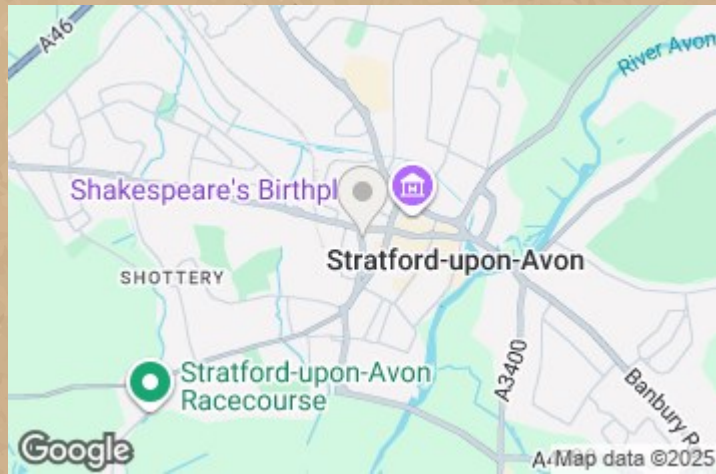 A46
River Avon
Shakespeare's Birthpl
Stratford-upon-Avon
SHOTTERY
Stratford-upon-Avon
Racecourse
A3400
Banbury R
Google
Map data ©2025